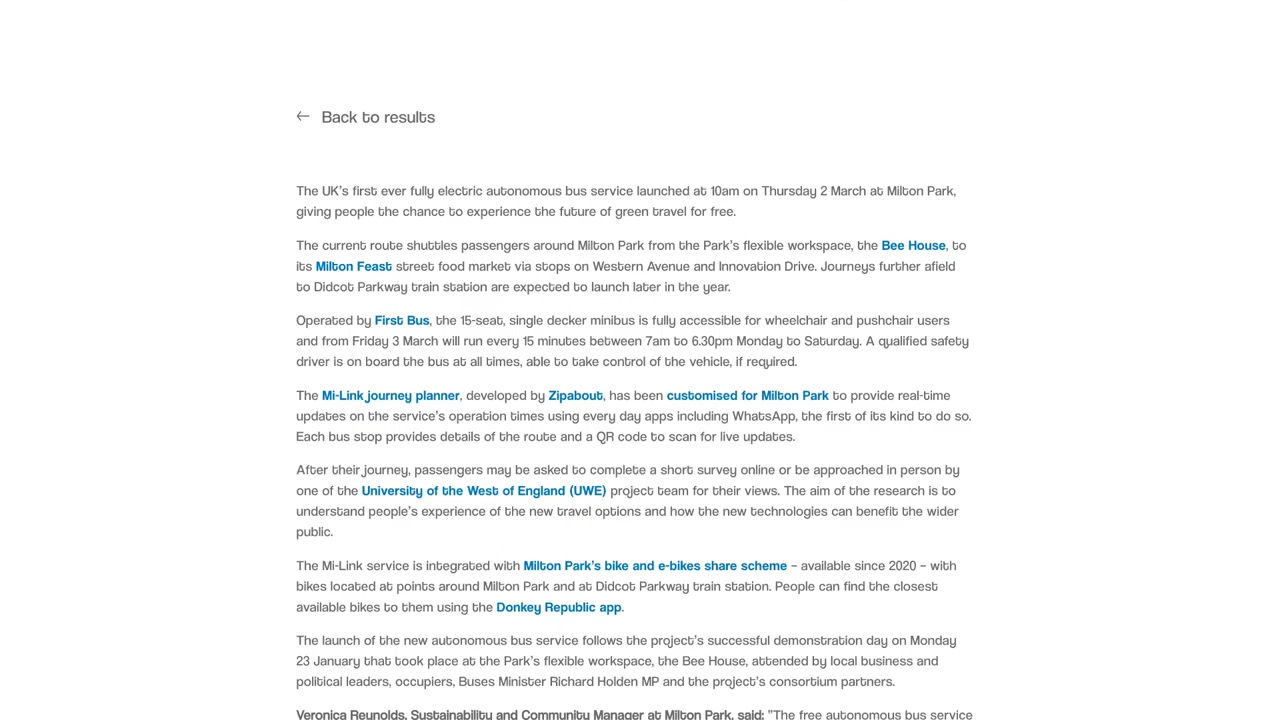 ← Back to results
The UK's first ever fully electric autonomous bus service launched at 10am on Thursday 2 March at Milton Park,
giving people the chance to experience the future of green travel for free.
The current route shuttles passengers around Milton Park from the Park's flexible workspace, the Bee House, to
its Milton Feast street food market via stops on Western Avenue and Innovation Drive. Journeys further afield
to Didcot Parkway train station are expected to launch later in the year.
Operated by First Bus, the 15-seat, single decker minibus is fully accessible for wheelchair and pushchair users
and from Friday 3 March will run every 15 minutes between 7am to 6.30pm Monday to Saturday. A qualified safety
driver is on board the bus at all times, able to take control of the vehicle, if required.
The Mi-Link journey planner, developed by Zipabout, has been customised for Milton Park to provide real-time
updates on the service's operation times using every day apps including WhatsApp, the first of its kind to do so.
Each bus stop provides details of the route and a QR code to scan for live updates.
After their journey, passengers may be asked to complete a short survey online or be approached in person by
one of the University of the West of England (UWE) project team for their views. The aim of the research is to
understand people's experience of the new travel options and how the new technologies can benefit the wider
public.
The Mi-Link service is integrated with Milton Park's bike and e-bikes share scheme – available since 2020 – with
bikes located at points around Milton Park and at Didcot Parkway train station. People can find the closest
available bikes to them using the Donkey Republic app.
The launch of the new autonomous bus service follows the project's successful demonstration day on Monday
23 January that took place at the Park's flexible workspace, the Bee House, attended by local business and
political leaders, occupiers, Buses Minister Richard Holden MP and the project's consortium partners.
Veronica Reynolds, Sustainability and Community Manager at Milton Park, said: "The free autonomous bus service